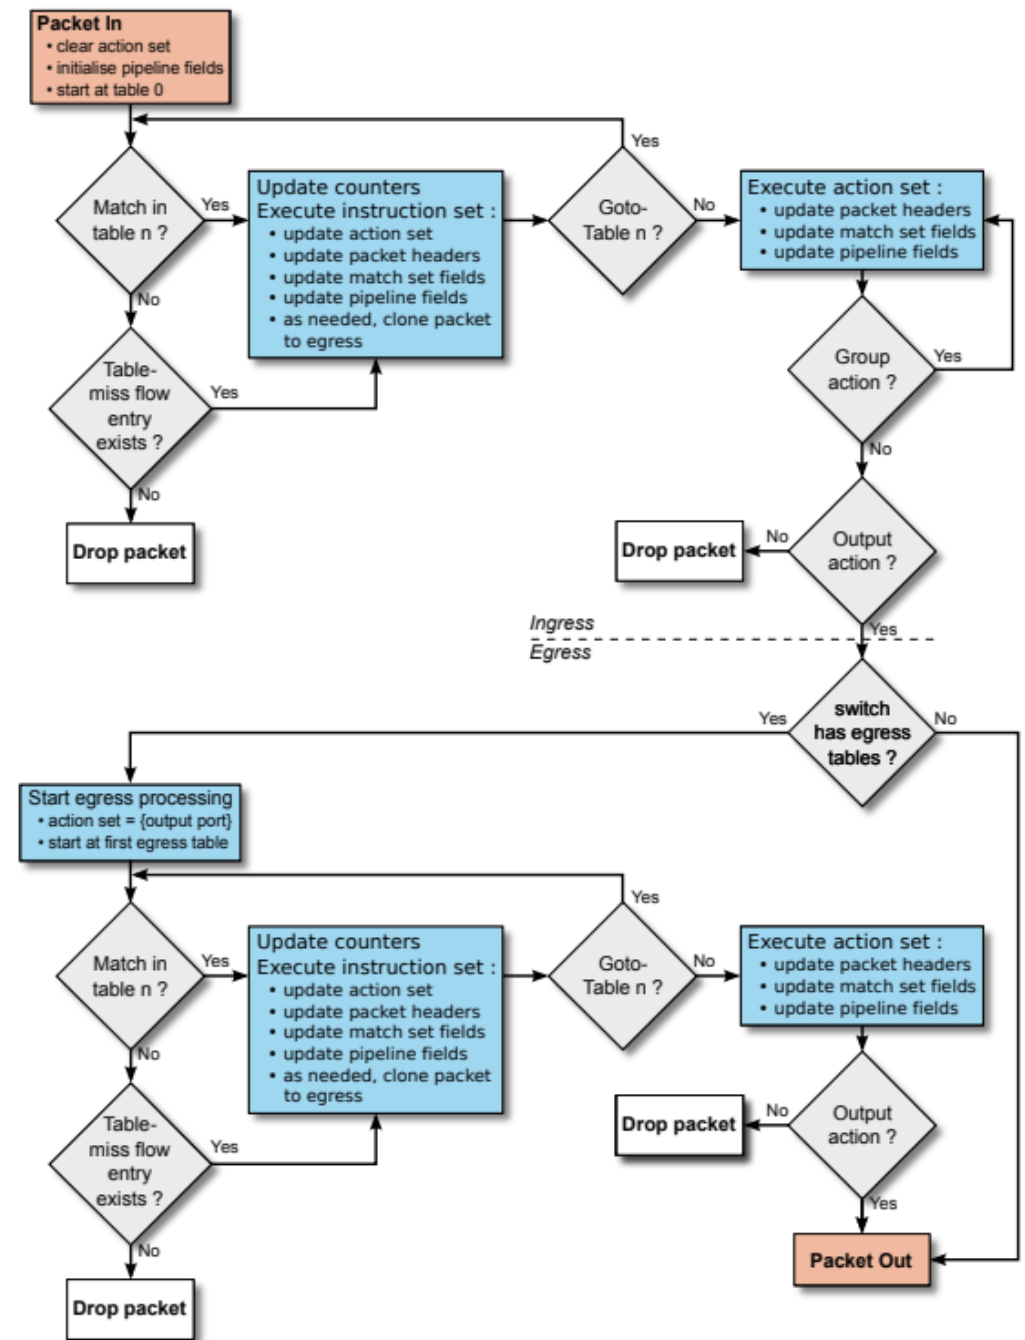 Packet In
• clear action set
• initialise pipeline fields
• start at table 0
Yes
Match in
table n ?
Yes
Update counters
Execute instruction set :
• update action set
• update packet headers
• update match set fields
• update pipeline fields
• as needed, clone packet
to egress
Goto-
Table n ?
No
Execute action set :
• update packet headers
• update match set fields
• update pipeline fields
No
Table-
miss flow
entry
exists ?
Yes
Group
action ?
Yes
No
No
Drop packet
Drop packet
No
Output
action ?
Ingress
Yes
Egress
Yes
switch
has egress
tables ?
No
Start egress processing
• action set = {output port}
• start at first egress table
Yes
Match in
table n ?
Yes
Update counters
Execute instruction set :
• update action set
• update packet headers
• update match set fields
• update pipeline fields
• as needed, clone packet
to egress
Goto-
Table n ?
No
Execute action set :
• update packet headers
• update match set fields
• update pipeline fields
No
Table-
miss flow
entry
exists ?
Yes
Drop packet
No
Output
action ?
Yes
No
Packet Out
Drop packet